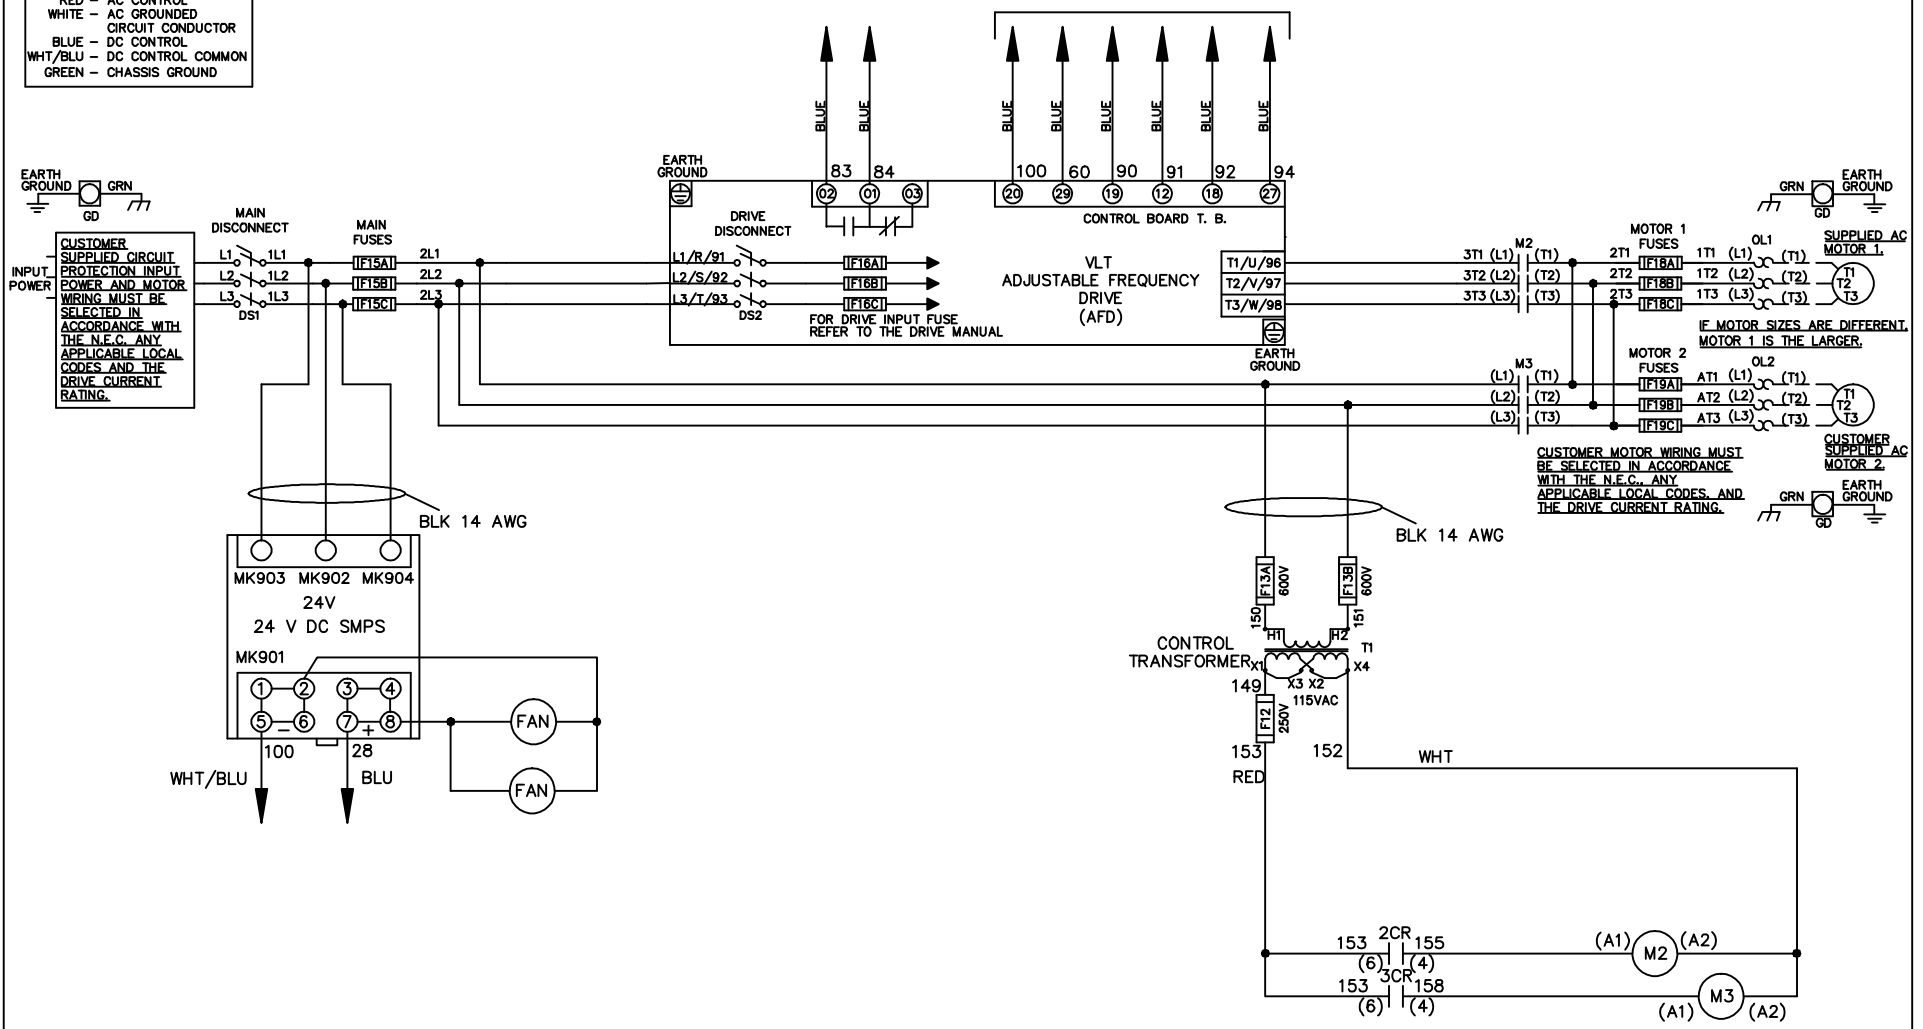 RED – AC CONTROL
WHITE – AC GROUNDED
CIRCUIT CONDUCTOR
BLUE – DC CONTROL
WHT/BLU – DC CONTROL COMMON
GREEN – CHASSIS GROUND
BLUE
BLUE
BLUE
BLUE
BLUE
BLUE
BLUE
BLUE
83 84
100 60 90 91 92 94
02 01 03
20 29 19 12 18 27
CONTROL BOARD T. B.
EARTH
GROUND
EARTH
GROUND
GRN
GD
MAIN
DISCONNECT
L1 1L1
L2 1L2
L3 1L3
DS1
MAIN
FUSES
F15A
F15B
F15C
2L1
2L2
2L3
INPUT
POWER
CUSTOMER
SUPPLIED CIRCUIT
PROTECTION INPUT
POWER AND MOTOR
WIRING MUST BE
SELECTED IN
ACCORDANCE WITH
THE N.E.C. ANY
APPLICABLE LOCAL
CODES AND THE
DRIVE CURRENT
RATING.
DRIVE
DISCONNECT
L1/R/91
L2/S/92
L3/T/93
DS2
F16A
F16B
F16C
FOR DRIVE INPUT FUSE
REFER TO THE DRIVE MANUAL
VLT
ADJUSTABLE FREQUENCY
DRIVE
(AFD)
T1/U/96
T2/V/97
T3/W/98
EARTH
GROUND
M2
3T1 (L1) (T1)
3T2 (L2) (T2)
3T3 (L3) (T3)
MOTOR 1
FUSES
2T1 F18A 1T1 (L1) (T1)
2T2 F18B 1T2 (L2) (T2)
2T3 F18C 1T3 (L3) (T3)
OL1
EARTH
GROUND
GRN
GD
SUPPLIED AC
MOTOR 1.
T1
T2
T3
IF MOTOR SIZES ARE DIFFERENT,
MOTOR 1 IS THE LARGER.
M3
(L1) (T1)
(L2) (T2)
(L3) (T3)
MOTOR 2
FUSES
F19A AT1 (L1) (T1)
F19B AT2 (L2) (T2)
F19C AT3 (L3) (T3)
OL2
T1
T2
T3
CUSTOMER
SUPPLIED AC
MOTOR 2.
CUSTOMER MOTOR WIRING MUST
BE SELECTED IN ACCORDANCE
WITH THE N.E.C., ANY
APPLICABLE LOCAL CODES, AND
THE DRIVE CURRENT RATING.
EARTH
GROUND
GRN
GD
BLK 14 AWG
MK903 MK902 MK904
24V
24 V DC SMPS
MK901
1 2 3 4
5 – 6 7 + 8
100 28
WHT/BLU BLU
FAN
FAN
BLK 14 AWG
F13A 600V
F13B 600V
150 151
H1 H2
CONTROL
TRANSFORMER
T1
X1 X4
X3 X2
115VAC
149
F12 250V
153 152
RED
WHT
2CR
153 155
(6) (4)
(A1) M2 (A2)
3CR
153 158
(6) (4)
(A1) M3 (A2)